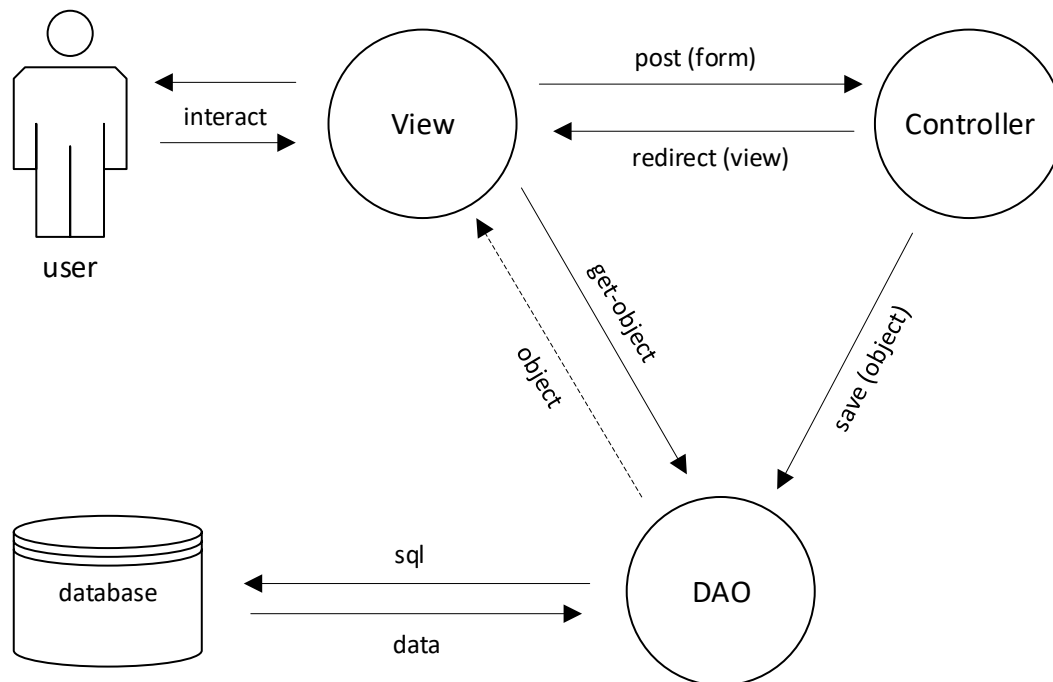 post (form)
interact
View
Controller
redirect (view)
user
get-object
object
save (object)
sql
database
DAO
data